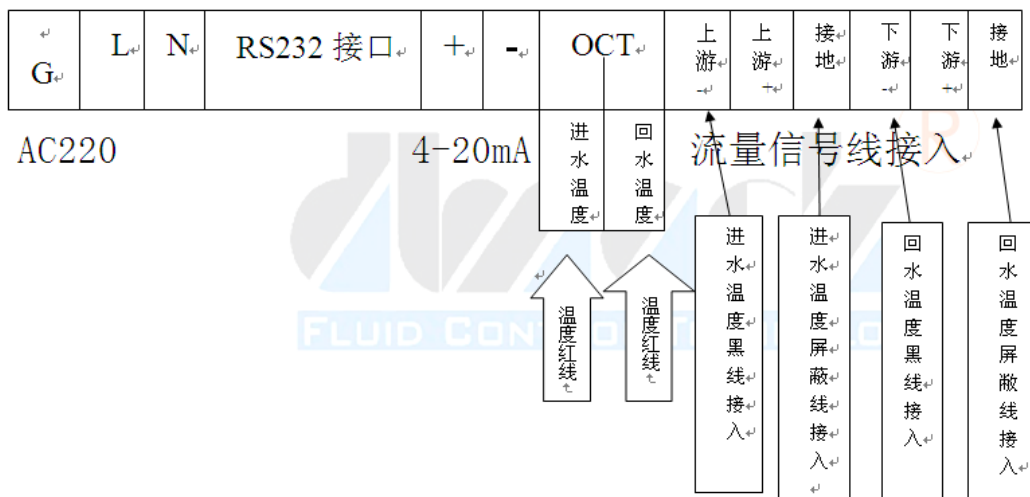 G
L
N
RS232 接口
+
-
OCT
上游-
上游+
接地
下游-
下游+
接地
AC220
4-20mA
进水温度
回水温度
流量信号线接入
R
温度红线
温度红线
进水温度黑线接入
进水温度屏蔽线接入
回水温度黑线接入
回水温度屏敝线接入
FLUID CON